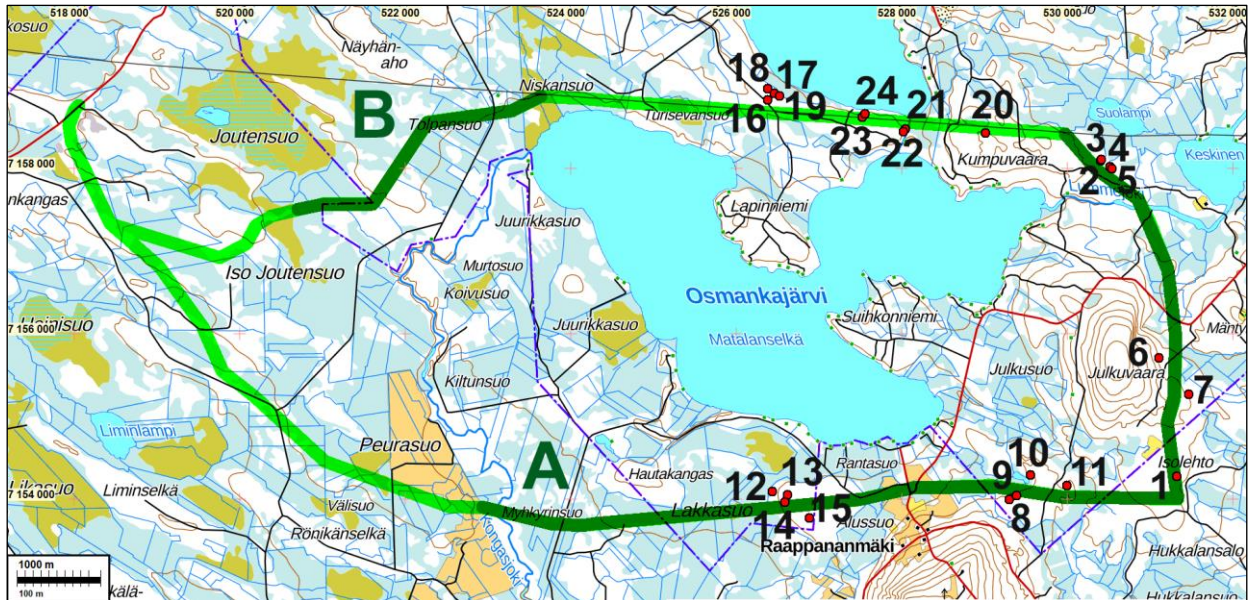 518 000
520 000
524 000
526 000
528 000
530 000
532 000
kosuo
Näyhän-
aho
Niskansuo
18
17
24
21
20
B
Tolpansuo
16
19
Turisevansuo
23
22
Suolampi
Joutensuo
3
4
Keskinen
7 158 000
Kumpuvaara
2
5
nkangas
Lapinniemi
Juurikkasuo
Iso Joutensuo
Murtosuo
Koivusuo
Osmankajärvi
Suihkonniemi
Juurikkasuo
Matalanselkä
7 156 000
Mänty
6
Julkusuo
Julkuvaara
Kiltunsuo
7
Liminlampi
Peurasuo
A
Hautakangas
Rantasuo
10
Isolehto
9
11
1
12
13
7 154 000
Likasuo
Liminselkä
Välisuo
Myhkyrinsuo
Lakkasuo
8
14
15
Alussuo
Rönikänselkä
Kongasjoki
Raappananmäki
Hukkalansalo
1000 m
100 m
kälä-
Hukkalansuo